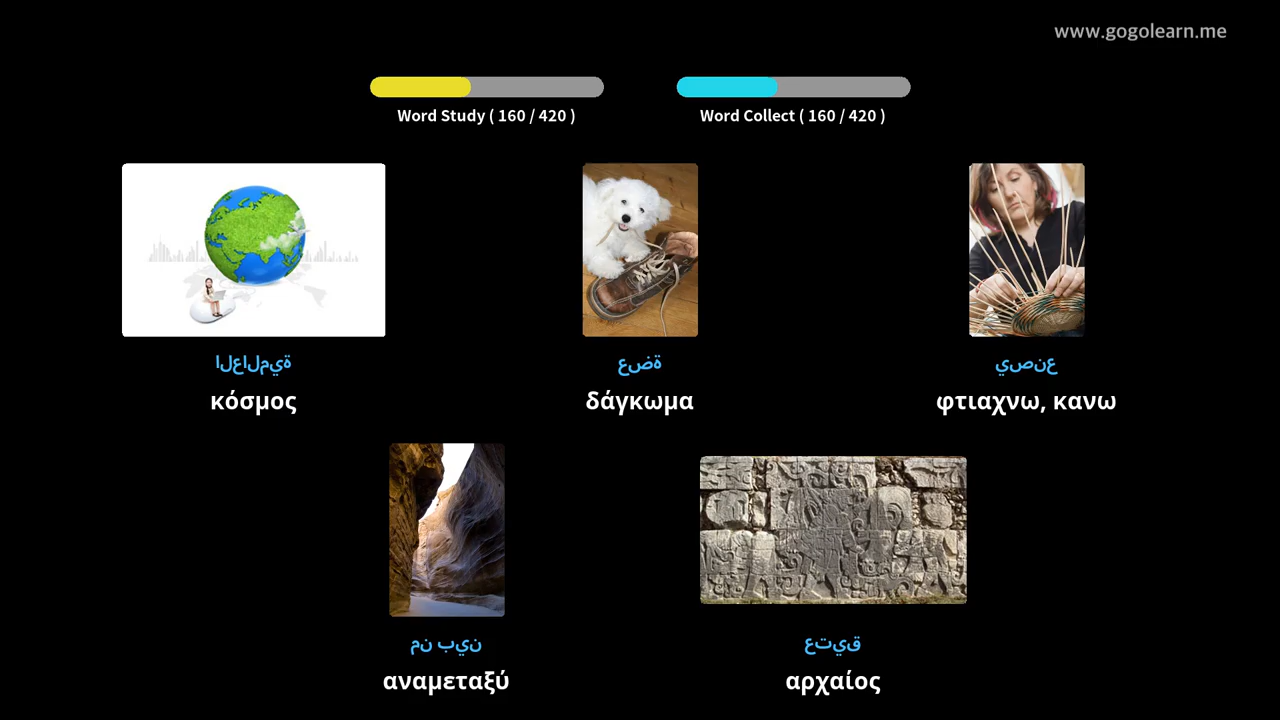 www.gogolearn.me
Word Study ( 160 / 420 )
Word Collect ( 160 / 420 )
العالمية
κόσμος
عضة
δάγκωμα
يصنع
φτιαχνω, κανω
من بين
αναμεταξύ
عتيق
αρχαίος